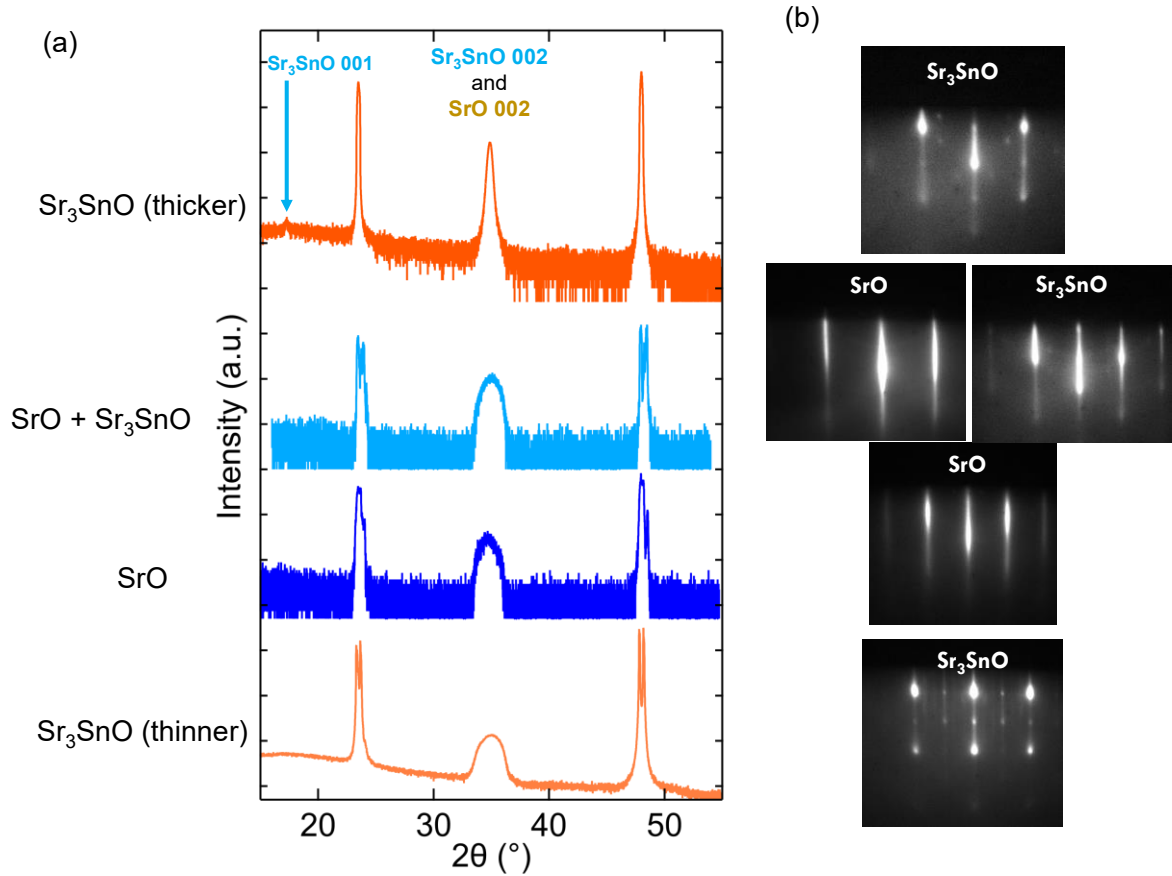 (a)
(b)
Sr₃SnO 001
Sr₃SnO 002
and
SrO 002
Sr₃SnO (thicker)
SrO + Sr₃SnO
SrO
Sr₃SnO (thinner)
Intensity (a.u.)
20 30 40 50
2θ (°)
Sr₃SnO
SrO
Sr₃SnO
SrO
Sr₃SnO